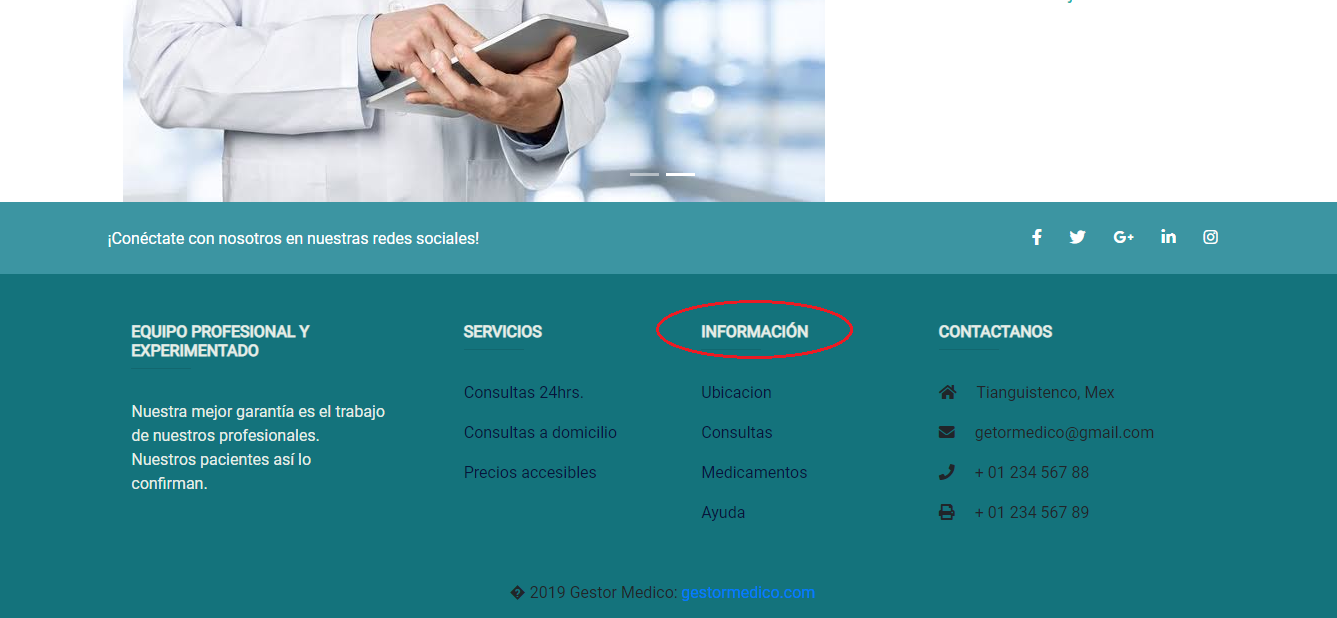 ¡Conéctate con nosotros en nuestras redes sociales!
EQUIPO PROFESIONAL Y
EXPERIMENTADO
Nuestra mejor garantía es el trabajo
de nuestros profesionales.
Nuestros pacientes así lo
confirman.
SERVICIOS
Consultas 24hrs.
Consultas a domicilio
Precios accesibles
INFORMACIÓN
Ubicacion
Consultas
Medicamentos
Ayuda
CONTACTANOS
Tianguistenco, Mex
getormedico@gmail.com
+ 01 234 567 88
+ 01 234 567 89
� 2019 Gestor Medico: gestormedico.com